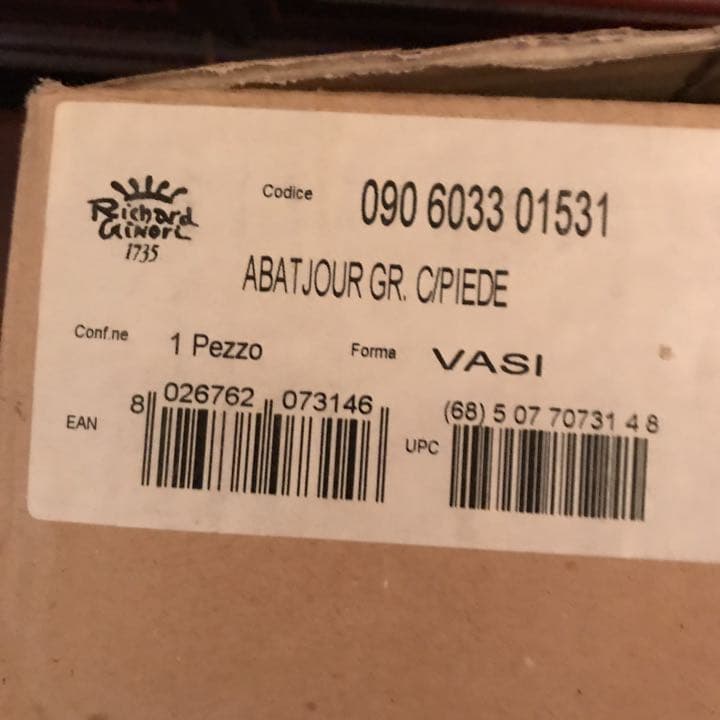 Richard
Ginori
1735
Codice 090 6033 01531
ABATJOUR GR. C/PIEDE
Conf.ne 1 Pezzo Forma VASI
EAN 8 026762 073146
UPC (68) 5 07 70731 4 8